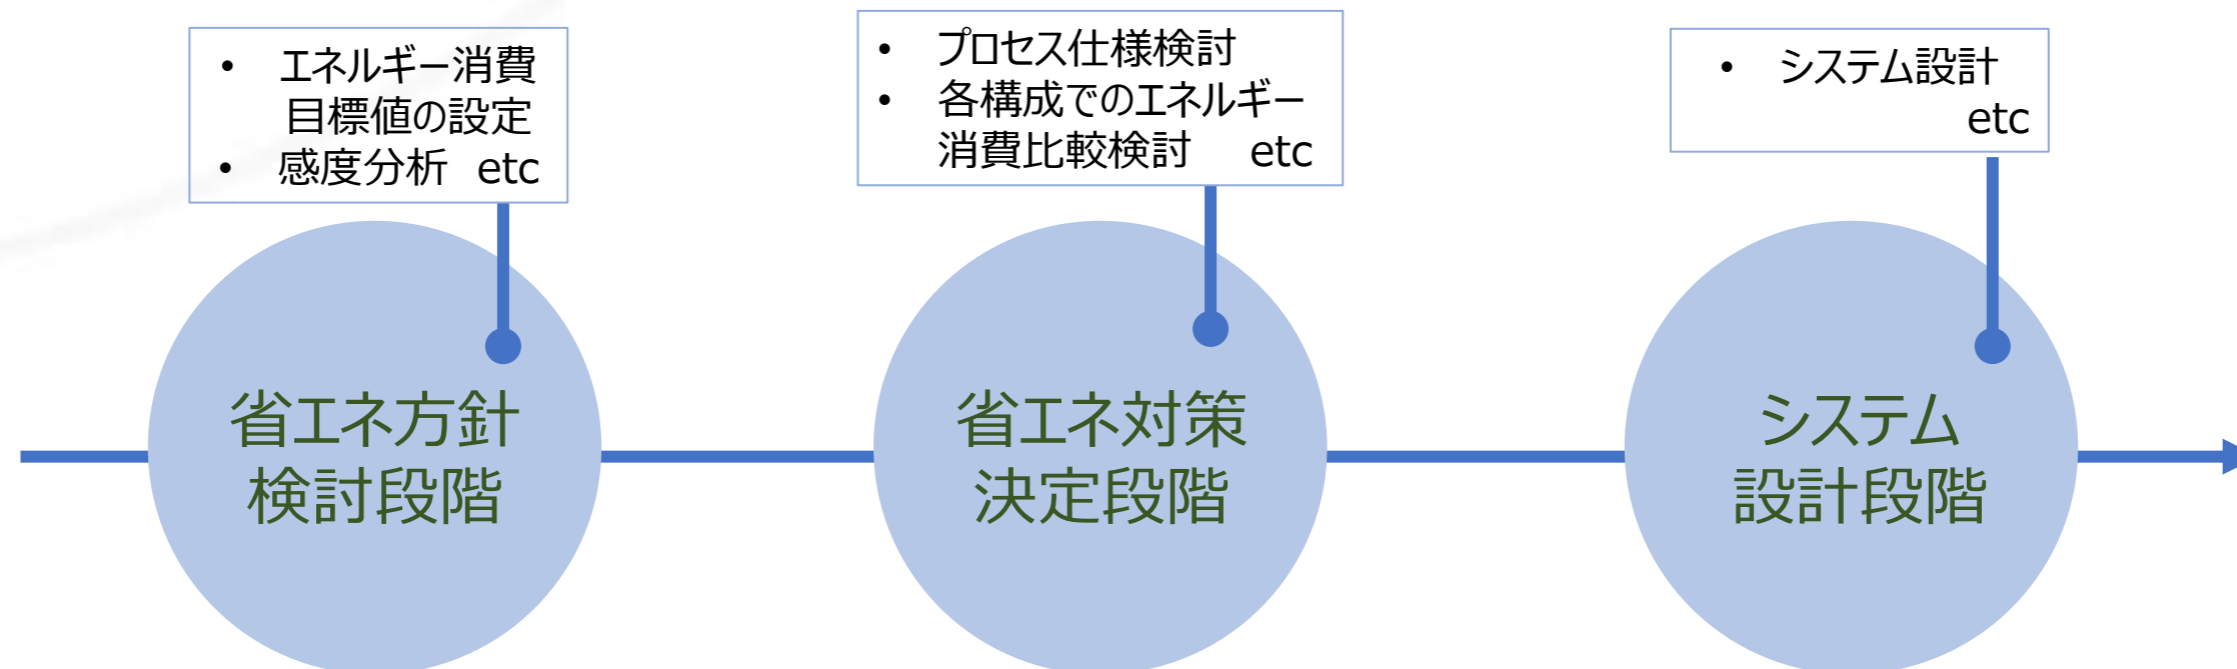 • エネルギー消費
目標値の設定
• 感度分析 etc
• プロセス仕様検討
• 各構成でのエネルギー
消費比較検討 etc
• システム設計
etc
省エネ方針
検討段階
省エネ対策
決定段階
システム
設計段階